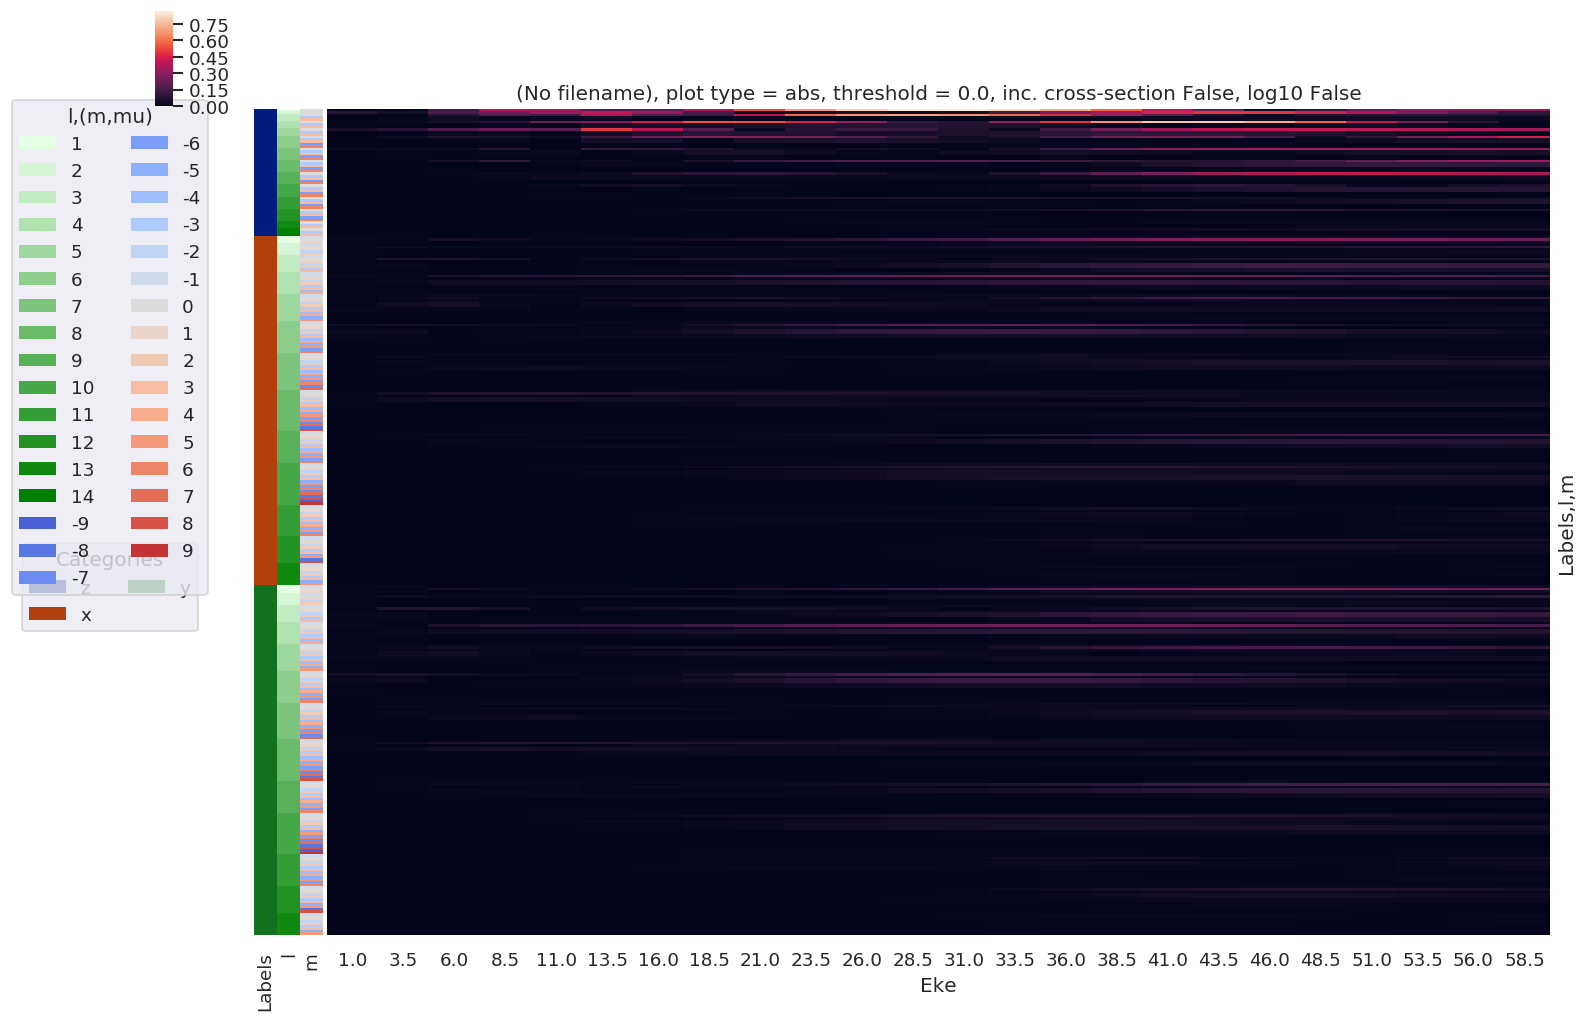 0.75
0.60
0.45
0.30
0.15
0.00
(No filename), plot type = abs, threshold = 0.0, inc. cross-section False, log10 False
l,(m,mu)
1 -6
2 -5
3 -4
4 -3
5 -2
6 -1
7 0
8 1
9 2
10 3
11 4
12 5
13 6
14 7
-9 8
-8 9
-7
Categories
z y
x
Labels,l,m
Labels l m
1.0 3.5 6.0 8.5 11.0 13.5 16.0 18.5 21.0 23.5 26.0 28.5 31.0 33.5 36.0 38.5 41.0 43.5 46.0 48.5 51.0 53.5 56.0 58.5
Eke